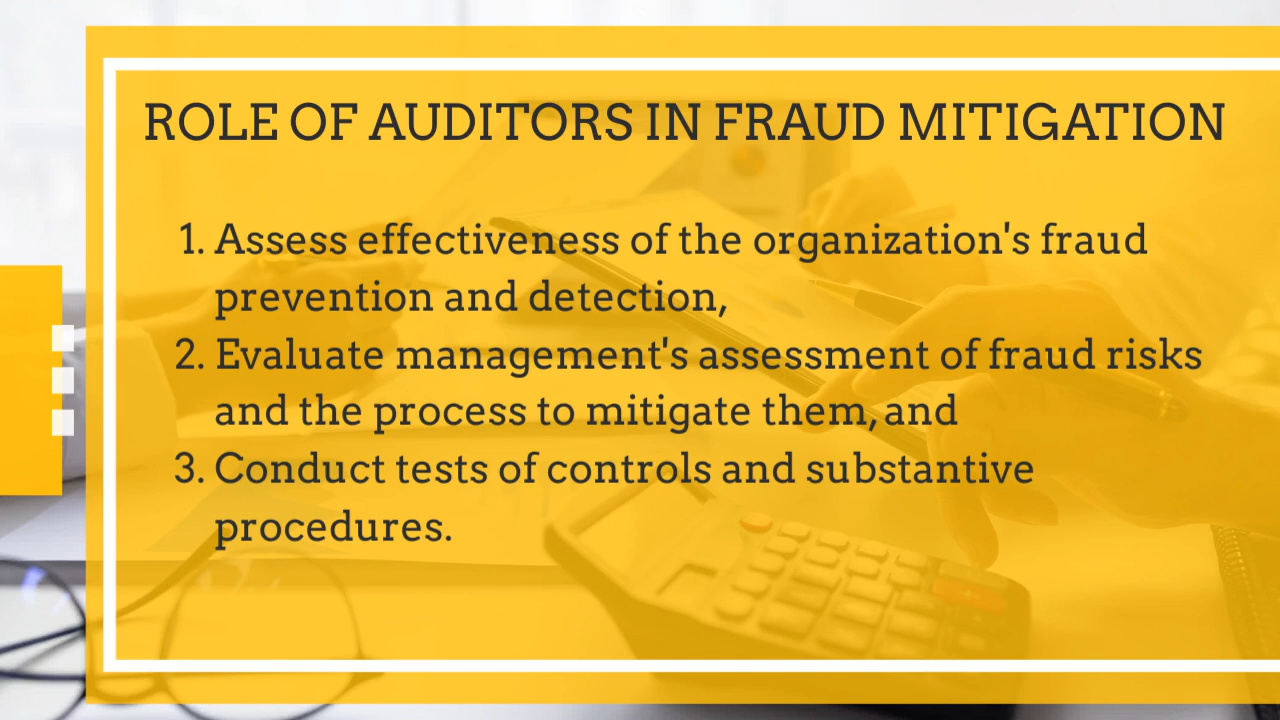 ROLE OF AUDITORS IN FRAUD MITIGATION
1. Assess effectiveness of the organization's fraud
prevention and detection,
2. Evaluate management's assessment of fraud risks
and the process to mitigate them, and
3. Conduct tests of controls and substantive
procedures.